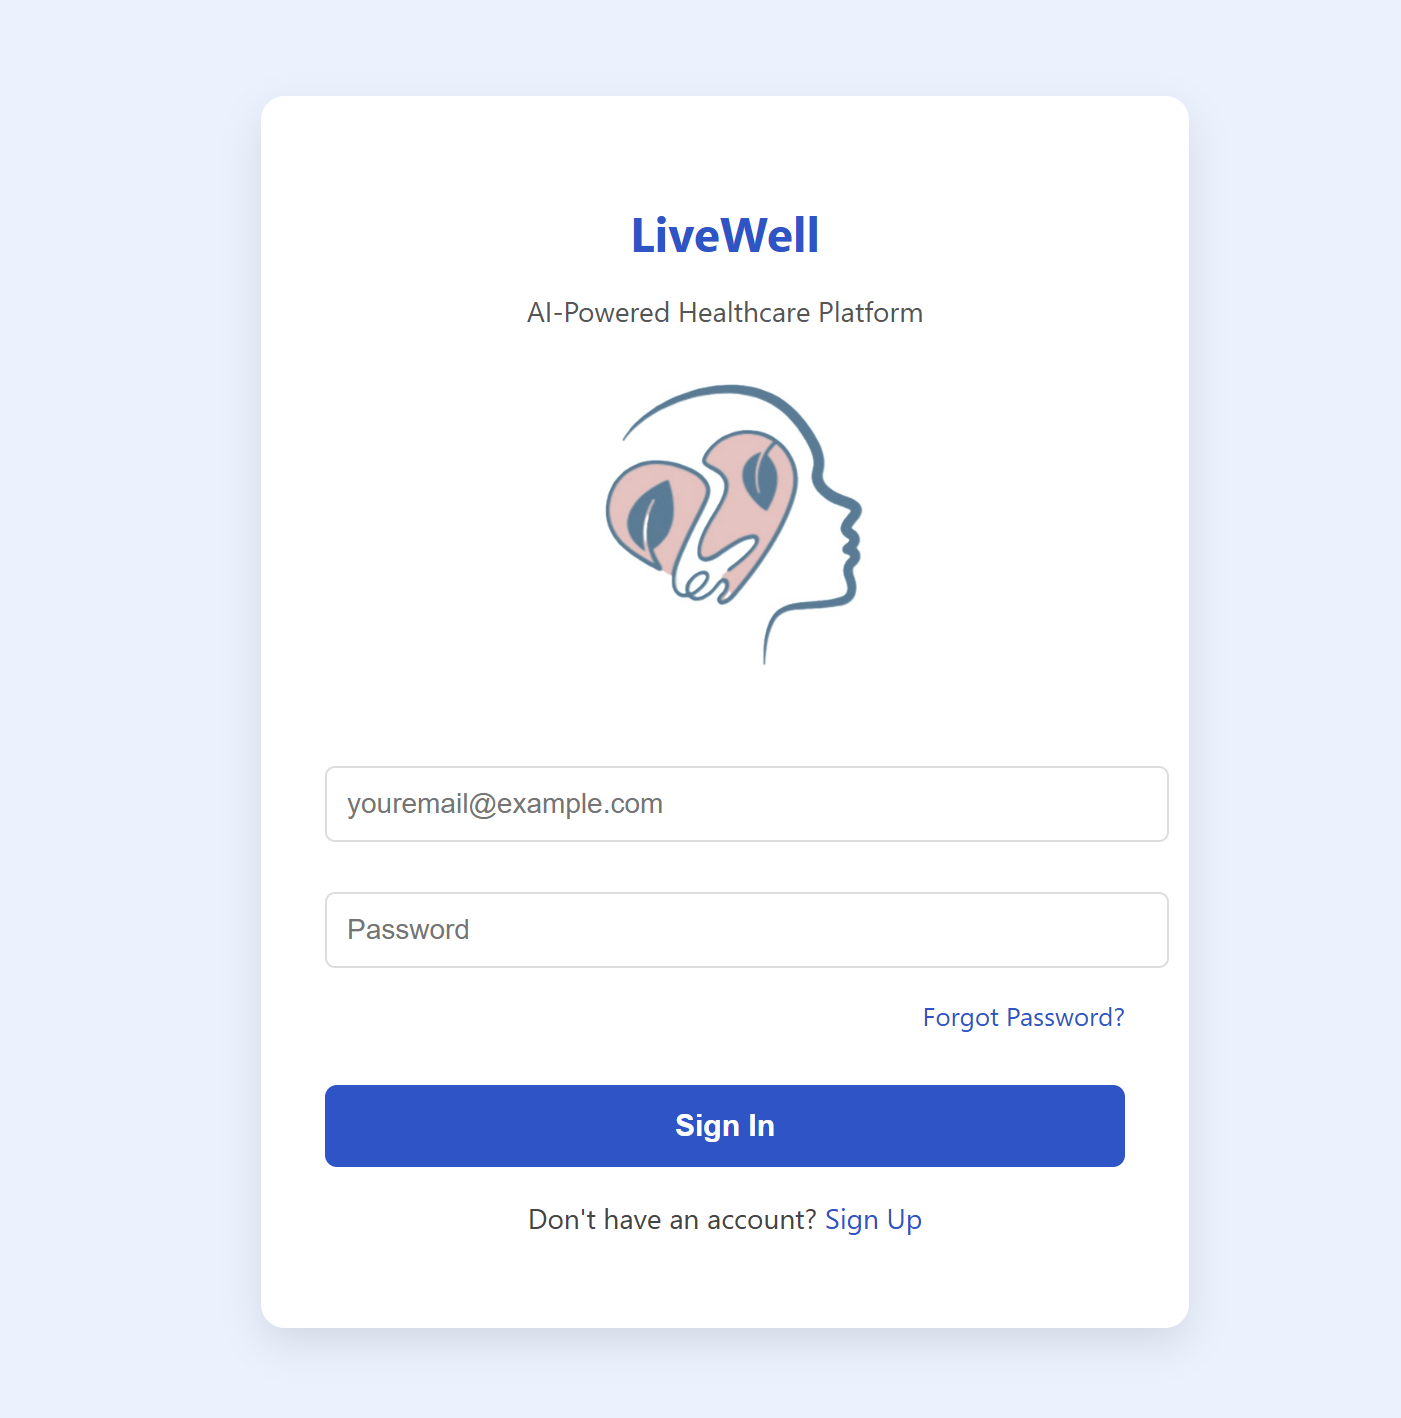 LiveWell
AI-Powered Healthcare Platform
youremail@example.com
Password
Forgot Password?
Sign In
Don't have an account? Sign Up